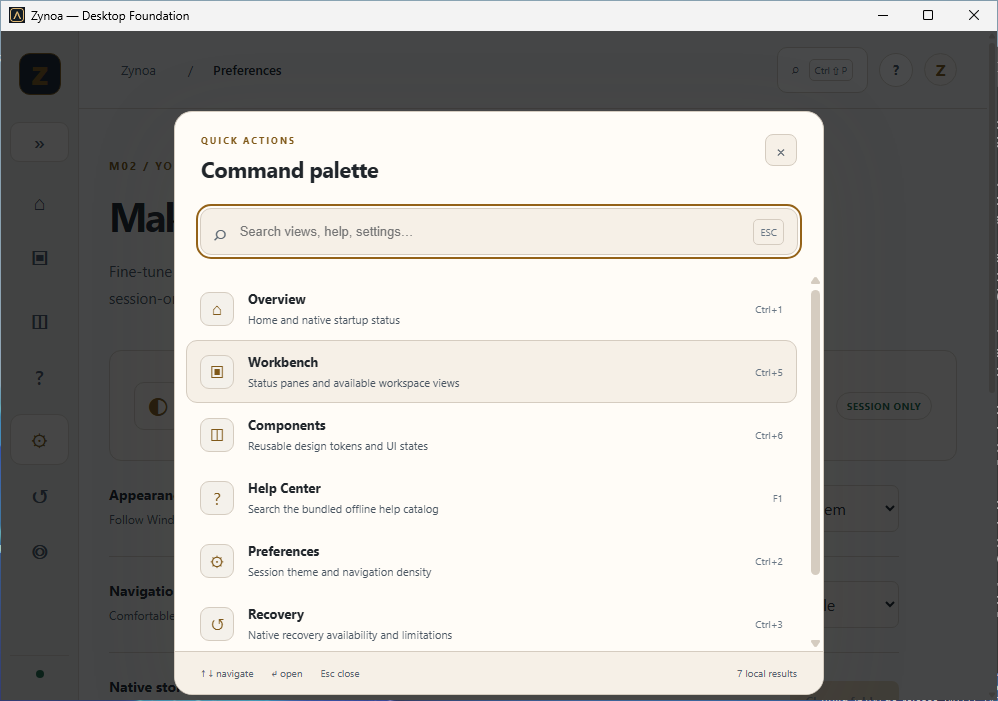 Zynoa — Desktop Foundation
Z
Zynoa / Preferences
Ctrl ⇧ P
?
Z
M02 / YO
Mak
Fine-tune
session-o
SESSION ONLY
Appearan
Follow Wind
em
Navigatio
Comfortable
le
Native sto
QUICK ACTIONS
Command palette
×
Search views, help, settings…
ESC
Overview
Home and native startup status
Ctrl+1
Workbench
Status panes and available workspace views
Ctrl+5
Components
Reusable design tokens and UI states
Ctrl+6
?
Help Center
Search the bundled offline help catalog
F1
Preferences
Session theme and navigation density
Ctrl+2
Recovery
Native recovery availability and limitations
Ctrl+3
↑↓ navigate ↵ open Esc close 7 local results